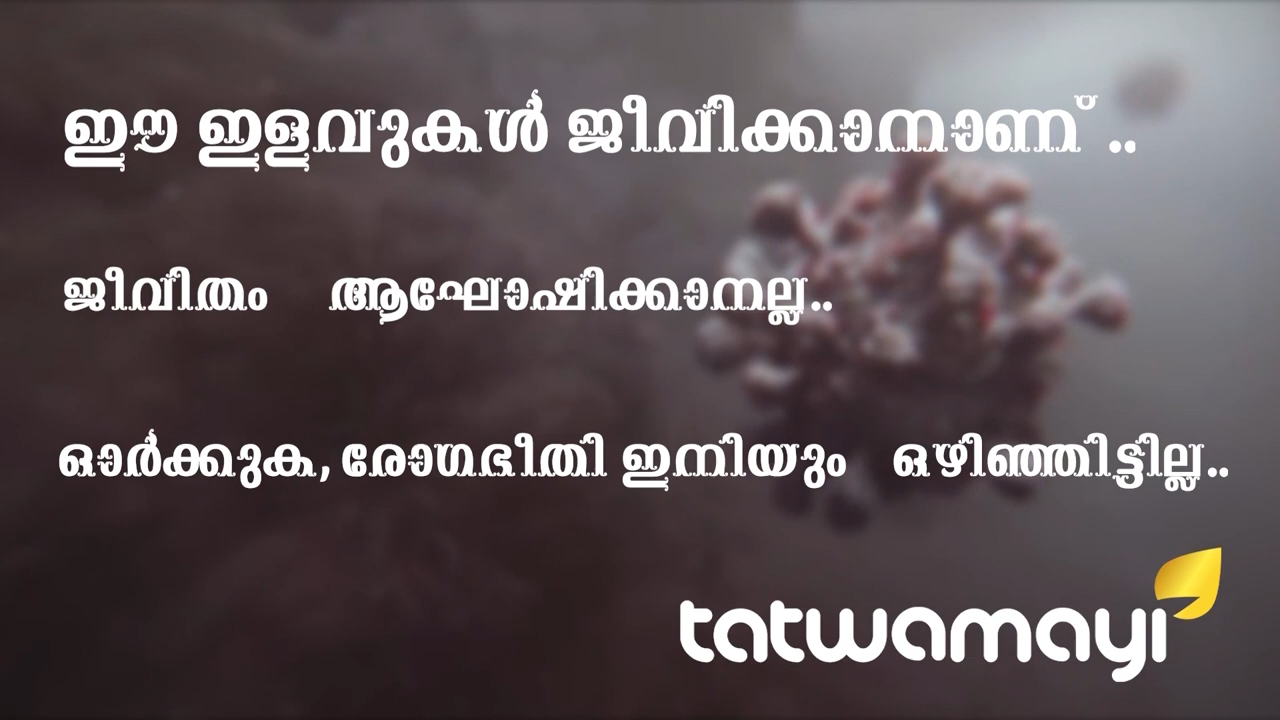 ഈ ഇളവുകൾ ജീവിക്കാനാണ് ..
ജീവിതം ആഘോഷിക്കാനല്ല..
ഓർക്കുക, രോഗഭീതി ഇനിയും ഒഴിഞ്ഞിട്ടില്ല..
tatwamayi